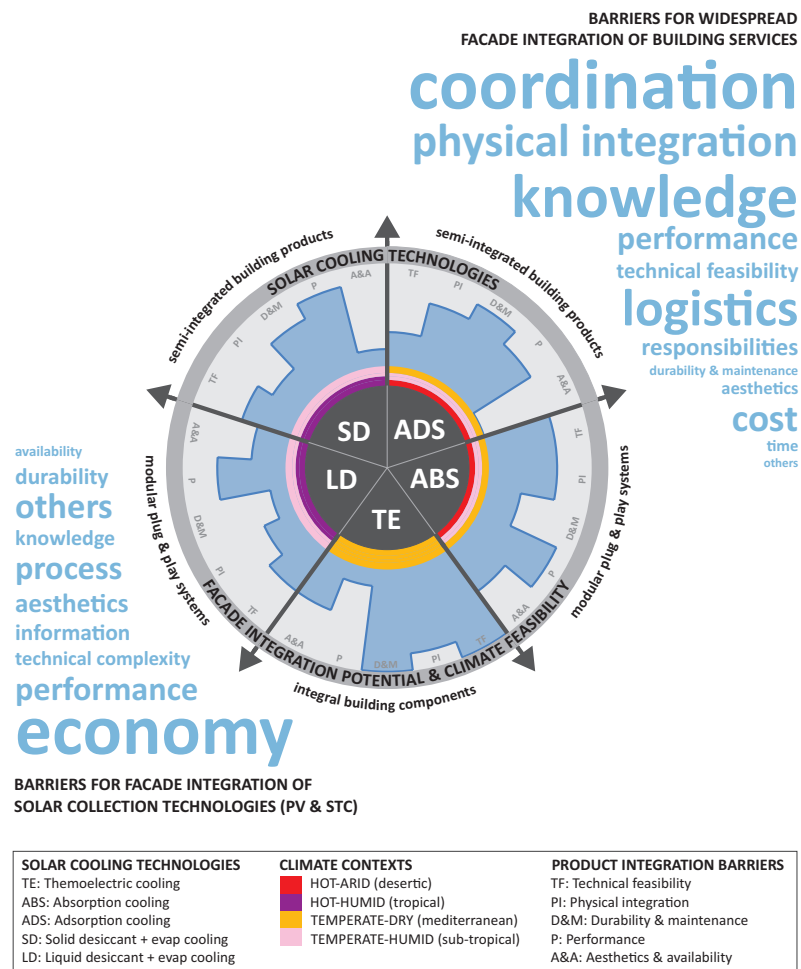 BARRIERS FOR WIDESPREAD
FACADE INTEGRATION OF BUILDING SERVICES
coordination
physical integration
knowledge
performance
technical feasibility
logistics
responsibilities
durability & maintenance
aesthetics
cost
time
others
SOLAR COOLING TECHNOLOGIES
semi-integrated building products
semi-integrated building products
modular plug & play systems
integral building components
modular plug & play systems
FACADE INTEGRATION POTENTIAL & CLIMATE FEASIBILITY
TF
PI
D&M
P
A&A
TF
PI
D&M
P
A&A
TF
PI
D&M
P
A&A
TF
PI
D&M
P
A&A
TF
PI
D&M
P
A&A
SD
ADS
LD
ABS
TE
availability
durability
others
knowledge
process
aesthetics
information
technical complexity
performance
economy
BARRIERS FOR FACADE INTEGRATION OF
SOLAR COLLECTION TECHNOLOGIES (PV & STC)
SOLAR COOLING TECHNOLOGIES
TE: Themoelectric cooling
ABS: Absorption cooling
ADS: Adsorption cooling
SD: Solid desiccant + evap cooling
LD: Liquid desiccant + evap cooling
CLIMATE CONTEXTS
HOT-ARID (desertic)
HOT-HUMID (tropical)
TEMPERATE-DRY (mediterranean)
TEMPERATE-HUMID (sub-tropical)
PRODUCT INTEGRATION BARRIERS
TF: Technical feasibility
PI: Physical integration
D&M: Durability & maintenance
P: Performance
A&A: Aesthetics & availability